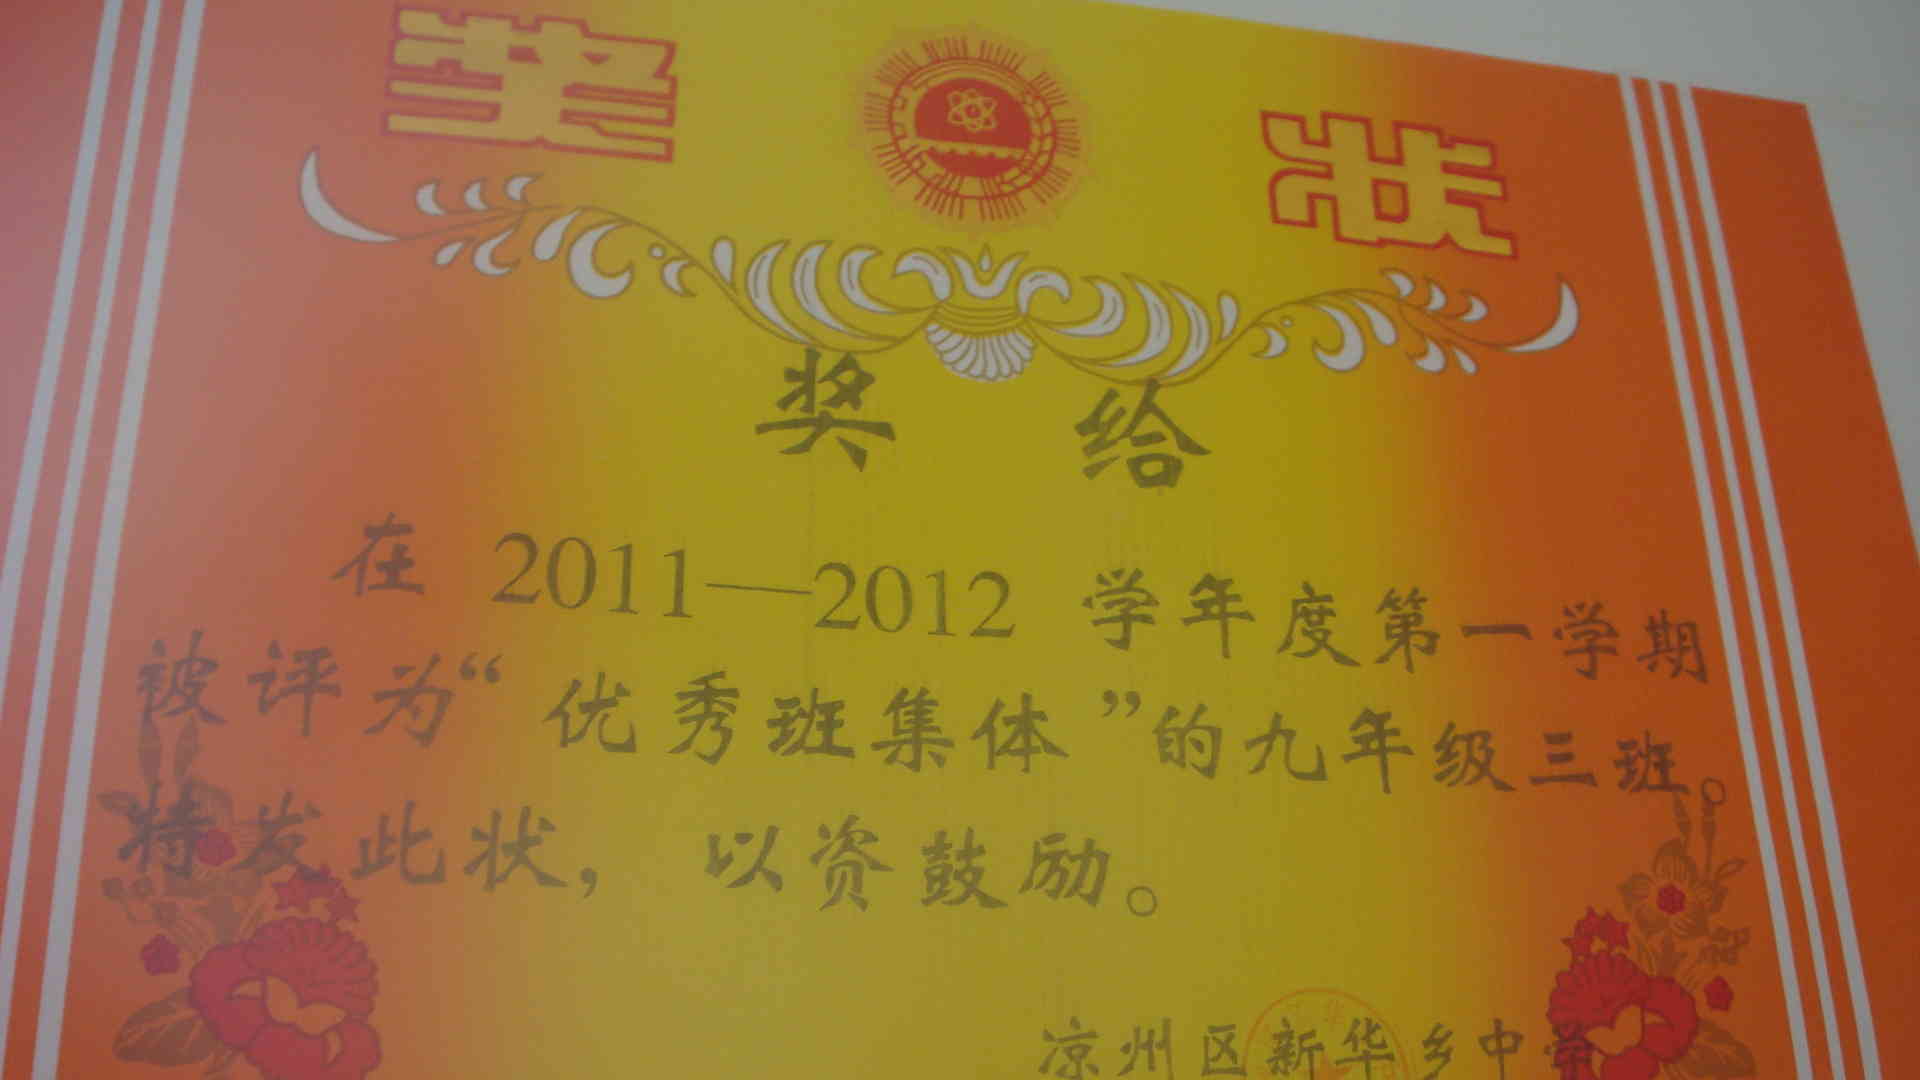 奖状
奖给
在 2011—2012 学年度第一学期
被评为“优秀班集体”的九年级三班。
特发此状，以资鼓励。
凉州区新华乡中学